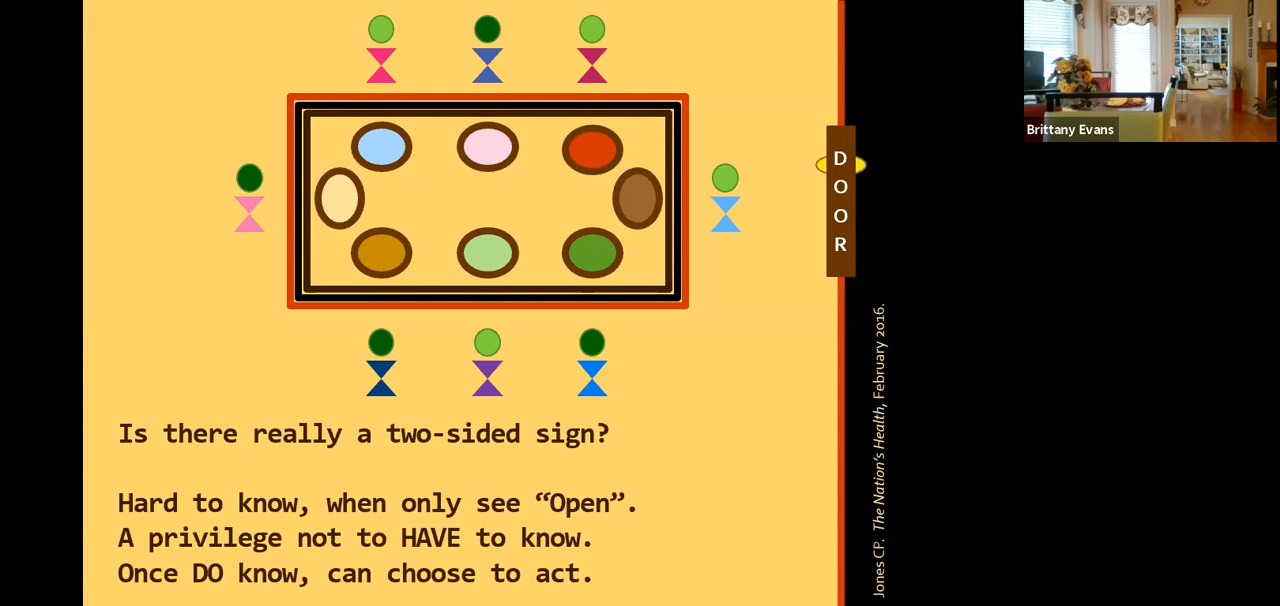 Brittany Evans
D
O
O
R
Is there really a two-sided sign?
Hard to know, when only see “Open”.
A privilege not to HAVE to know.
Once DO know, can choose to act.
Jones CP. The Nation's Health, February 2016.